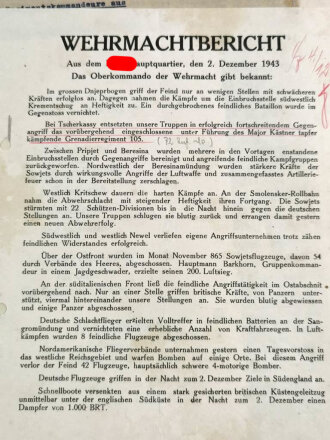 WEHRMACHTBERICHT
Aus dem hauptquartier, den 2. Dezember 1943
Das Oberkommando der Wehrmacht gibt bekannt:
Im grossen Dnjeprbogen griff der Feind nur an wenigen Stellen mit schwächeren
Kräften erfolglos an. Dagegen nahmen die Kämpfe um die Einbruchsstelle südwestlich
Krementschug an Heftigkeit zu. Ein durchgebrochenes feindliches Bataillon wurde im
Gegenstoss vernichtet.
Bei Tscherkassy entsetzten unsere Truppen in erfolgreich fortschreitendem Gegen-
angriff das vorübergehend eingeschlossene unter Führung des Major Kästner tapfer
kämpfende Grenadierregiment 105.
Zwischen Pripjet und Beresina wurden mehrere in den Vortagen enstandene
Einbruchsstellen durch Gegenangriffe bereinigt und angreifende feindliche Kampfgruppen
zurückgeworfen. Nordwestlich der Beresinamündung wurden stärkere Kräfte der
Sowjets durch wirkungsvolle Angriffe der Luftwaffe und zusammengefasstes Artillerie-
feuer schon in der Bereitstellung zerschlagen.
Westlich Kritschew dauern die harten Kämpfe an. An der Smolensker-Rollbahn
nahm die Abwehrschlacht mit steigender Heftigkeit ihren Fortgang. Die Sowjets
stürmten mit 22 Schützen-Divisionen bis in die Nacht hinein gegen die deutschen
Stellungen an. Unsere Truppen schlugen sie blutig zurück und errangen damit gestern
einen neuen Abwehrerfolg.
Südwestlich und westlich Newel verliefen eigene Angriffsunternehmungen trotz zähen
feindlichen Widerstandes erfolgreich.
Über der Ostfront wurden im Monat November 865 Sowjetflugzeuge, davon 54
durch Verbände des Heeres, abgeschossen. Hauptmann Barkhorn, Gruppenkomman-
deur in einem Jagdgeschwader, erzielte seinen 200. Luftsieg.
An der süditalienischen Front ließ die feindliche Angriffstätigkeit im Ostabschnitt
vorübergehend nach. Nur an einer Stelle griffen britische Kräfte, von Panzern unter-
stützt, viermal hintereinander unsere Stellungen an. Sie wurden blutig abgewiesen
und einige Panzer abgeschossen.
Deutsche Schlachtflieger erzielten Volltreffer in feindlichen Batterien an der San-
gromündung und vernichteten eine erhebliche Anzahl von Kraftfahrzeugen. In Luft-
kämpfen wurden 8 feindliche Flugzeuge abgeschossen.
Nordamerikanische Fliegerverbände unternahmen gestern einen Tagesvorstoss in
das westliche Reichsgebiet und warfen Bomben auf einige Orte. Bei diesem Angriff
verlor der Feind 42 Flugzeuge, hauptsächlich schwere 4-motorige Bomber.
Deutsche Flugzeuge griffen in der Nacht zum 2. Dezember Ziele in Südengland an.
Schnellboote versenkten aus einem stark gesicherten britischen Küstengeleitzug
unmittelbar unter der englischen Südküste in der Nacht zum 2. Dezember einen
Dampfer von 1.000 BRT.